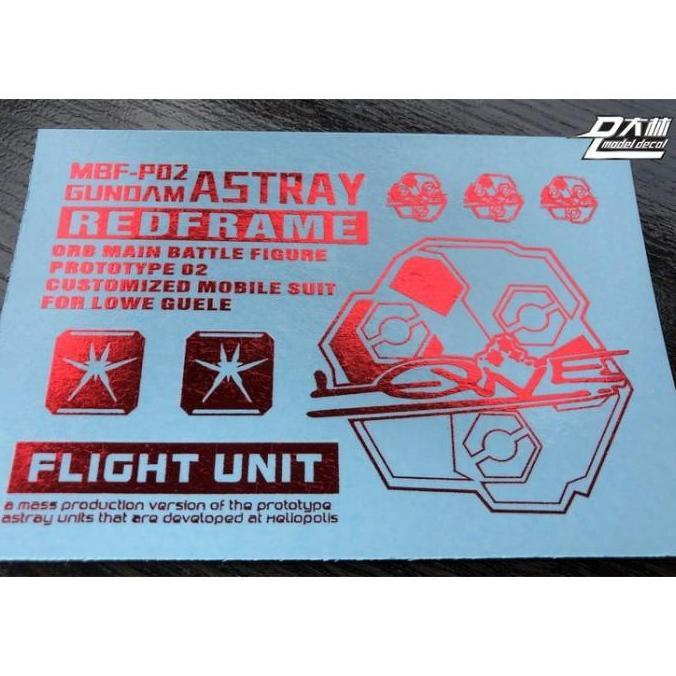 大林
model decal
MBF-P02
GUNDAM ASTRAY
REDFRAME
ORB MAIN BATTLE FIGURE
PROTOTYPE 02
CUSTOMIZED MOBILE SUIT
FOR LOWE GUELE
FLIGHT UNIT
a mass production version of the prototype
astray units that are developed at Heliopolis